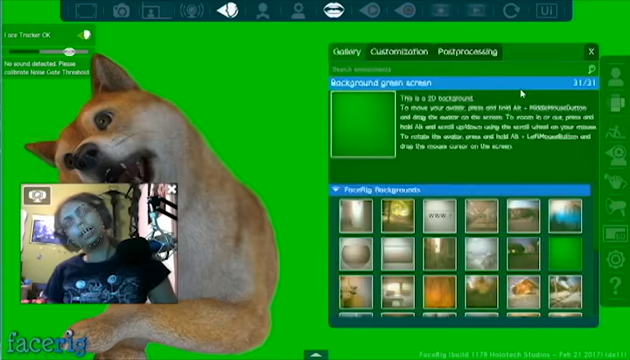 Ui
Face Tracker OK
No sound detected. Please
calibrate Noise Gate Threshold
Gallery Customization Postprocessing X
Background green screen 31/31
This is a 2D background.
To move your avatar, press and hold Alt + MiddleMouseButton
and drag the avatar on the screen. To zoom in or out, press and
hold Alt and scroll up/down using the scroll wheel on your mouse.
To rotate the avatar, press and hold Alt + LeftMouseButton and
drag the mouse cursor on the screen.
FaceRig Backgrounds
www
?
facerig
FaceRig (build 1179 Holotech Studios - Feb 21 2017) (dx11)